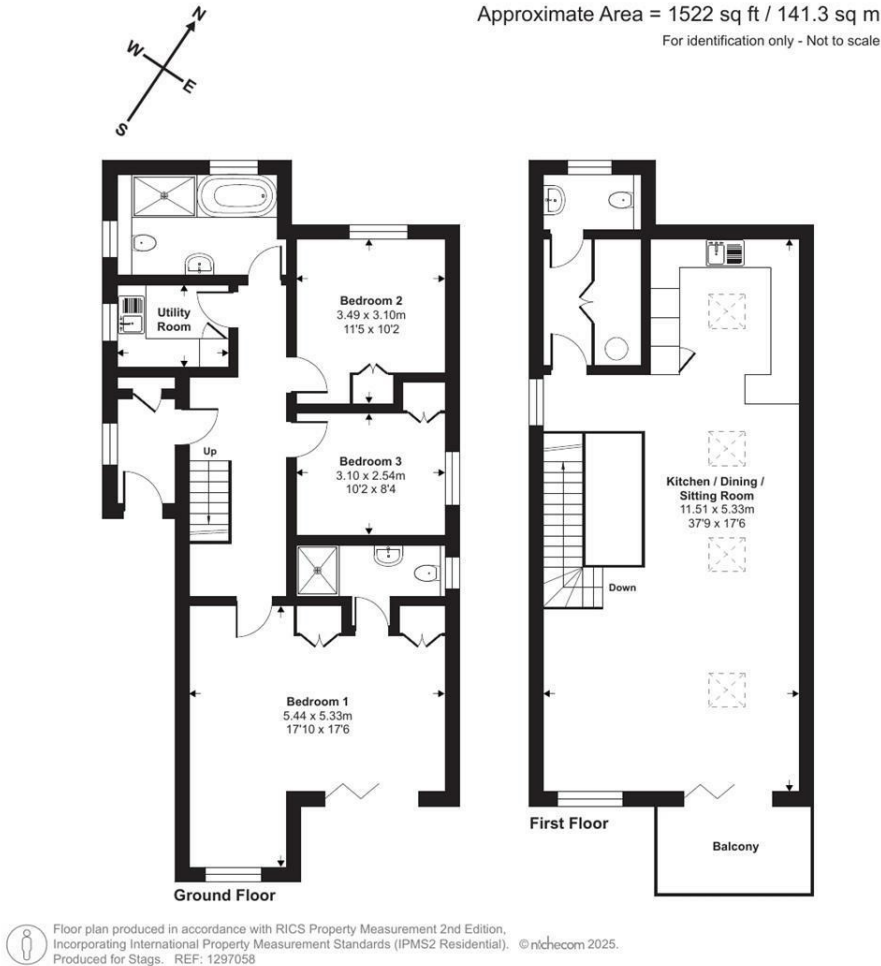 Approximate Area = 1522 sq ft / 141.3 sq m
For identification only - Not to scale
N
W
E
S
Bedroom 2
3.49 x 3.10m
11'5 x 10'2
Utility
Room
Up
Bedroom 3
3.10 x 2.54m
10'2 x 8'4
Bedroom 1
5.44 x 5.33m
17'10 x 17'6
Ground Floor
Kitchen / Dining /
Sitting Room
11.51 x 5.33m
37'9 x 17'6
Down
First Floor
Balcony
Floor plan produced in accordance with RICS Property Measurement 2nd Edition,
Incorporating International Property Measurement Standards (IPMS2 Residential). © nichecom 2025.
Produced for Stags. REF: 1297058